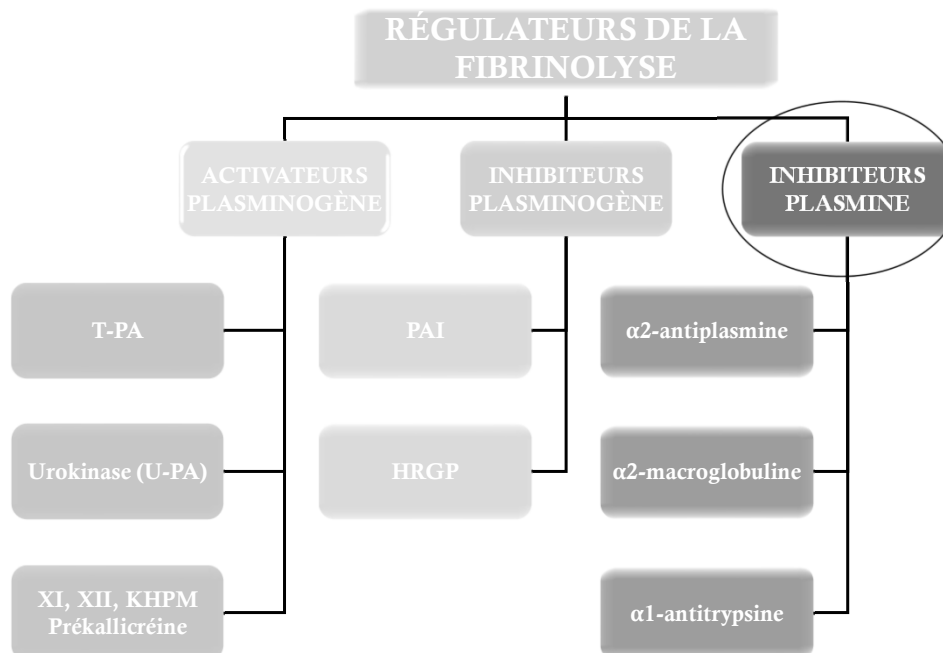 RÉGULATEURS DE LA
FIBRINOLYSE
ACTIVATEURS
PLASMINOGÈNE
INHIBITEURS
PLASMINOGÈNE
INHIBITEURS
PLASMINE
T-PA
PAI
α2-antiplasmine
Urokinase (U-PA)
HRGP
α2-macroglobuline
XI, XII, KHPM
Prékallicréine
α1-antitrypsine